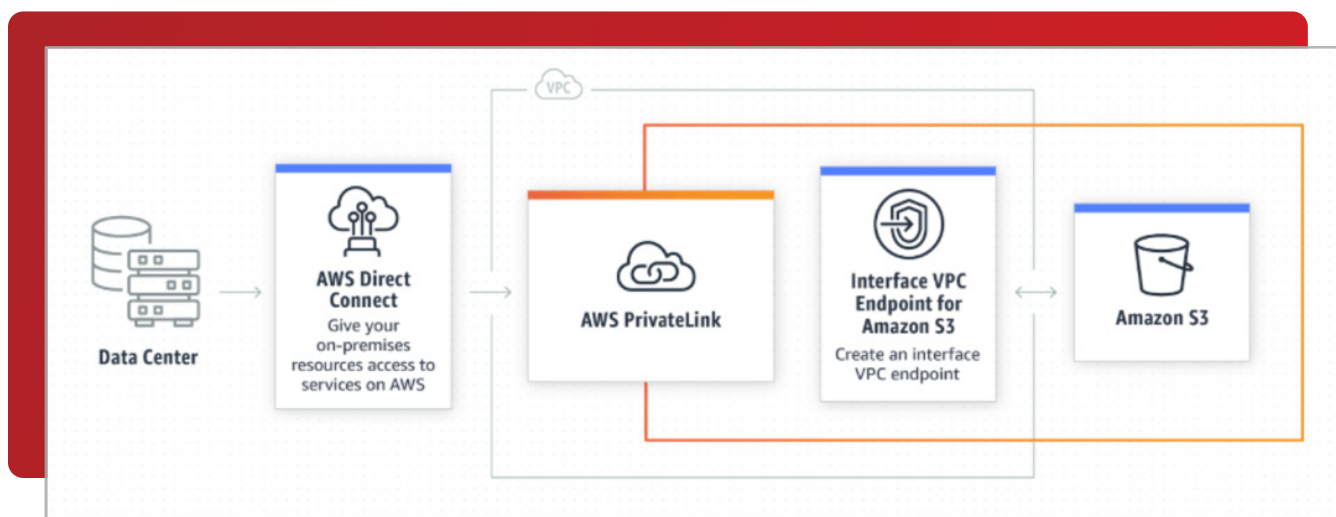 VPC
Data Center
AWS Direct
Connect
Give your
on-premises
resources access to
services on AWS
AWS PrivateLink
Interface VPC
Endpoint for
Amazon S3
Create an interface
VPC endpoint
Amazon S3